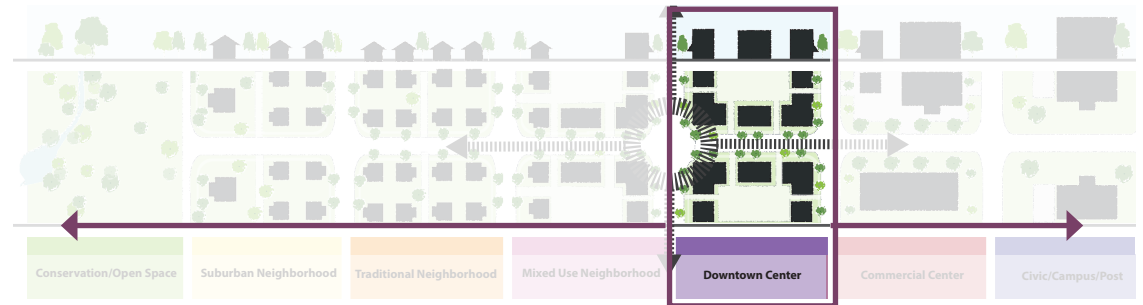 Conservation/Open Space
Suburban Neighborhood
Traditional Neighborhood
Mixed Use Neighborhood
Downtown Center
Commercial Center
Civic/Campus/Post